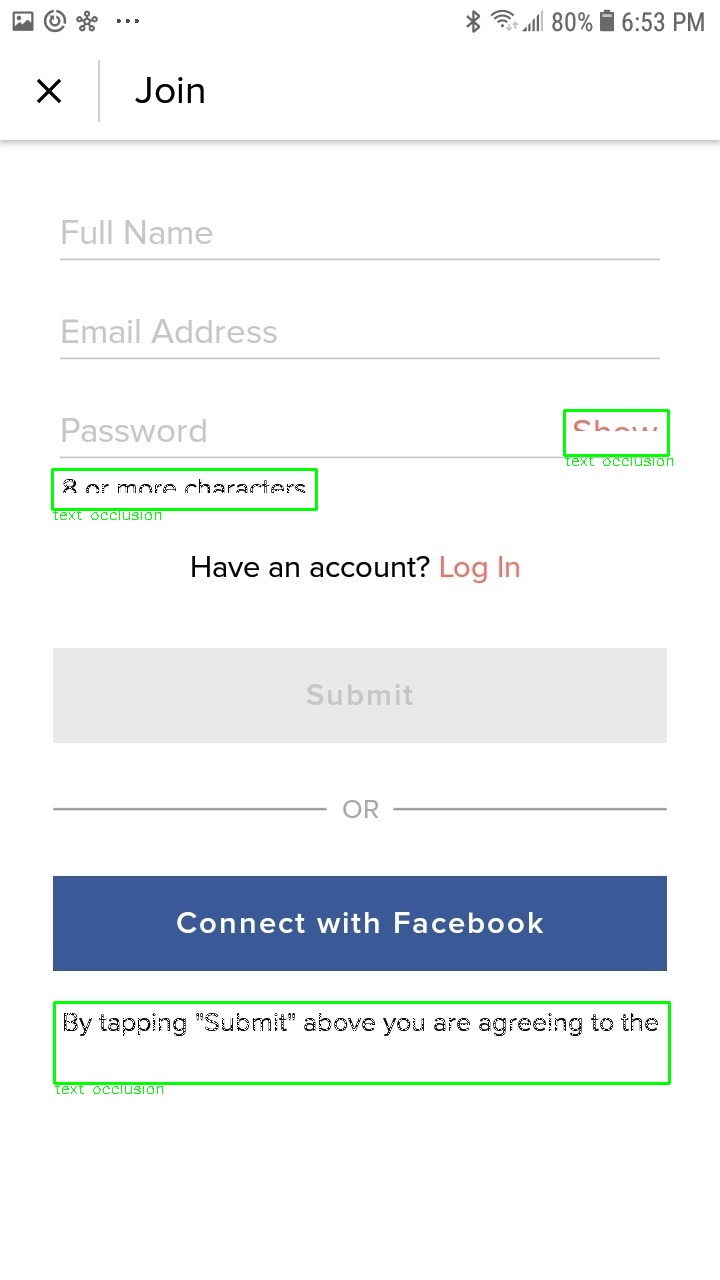 80% 6:53 PM
Join
Full Name
Email Address
Password
Show
text occlusion
8 or more characters
text occlusion
Have an account? Log In
Submit
OR
Connect with Facebook
By tapping "Submit" above you are agreeing to the
text occlusion